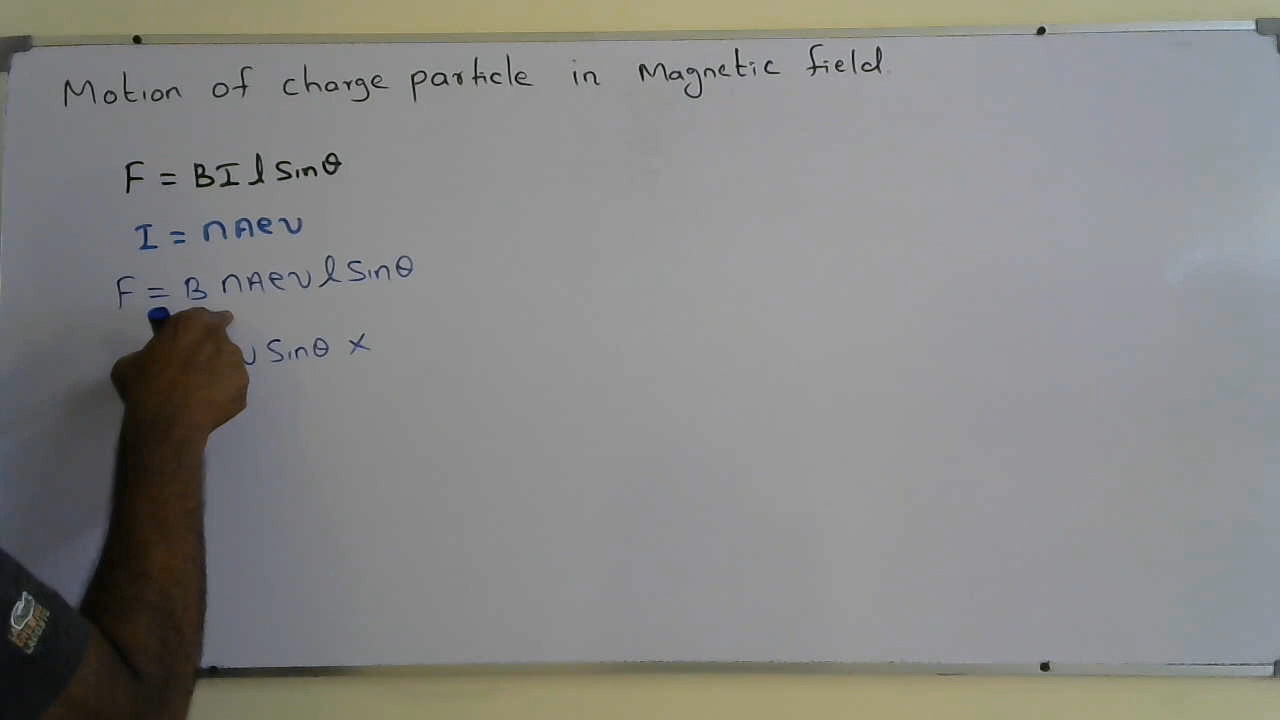 Motion of charge particle in Magnetic field
F = BIl sinθ
I = nAev
F = B nAevl sinθ
sinθ ×